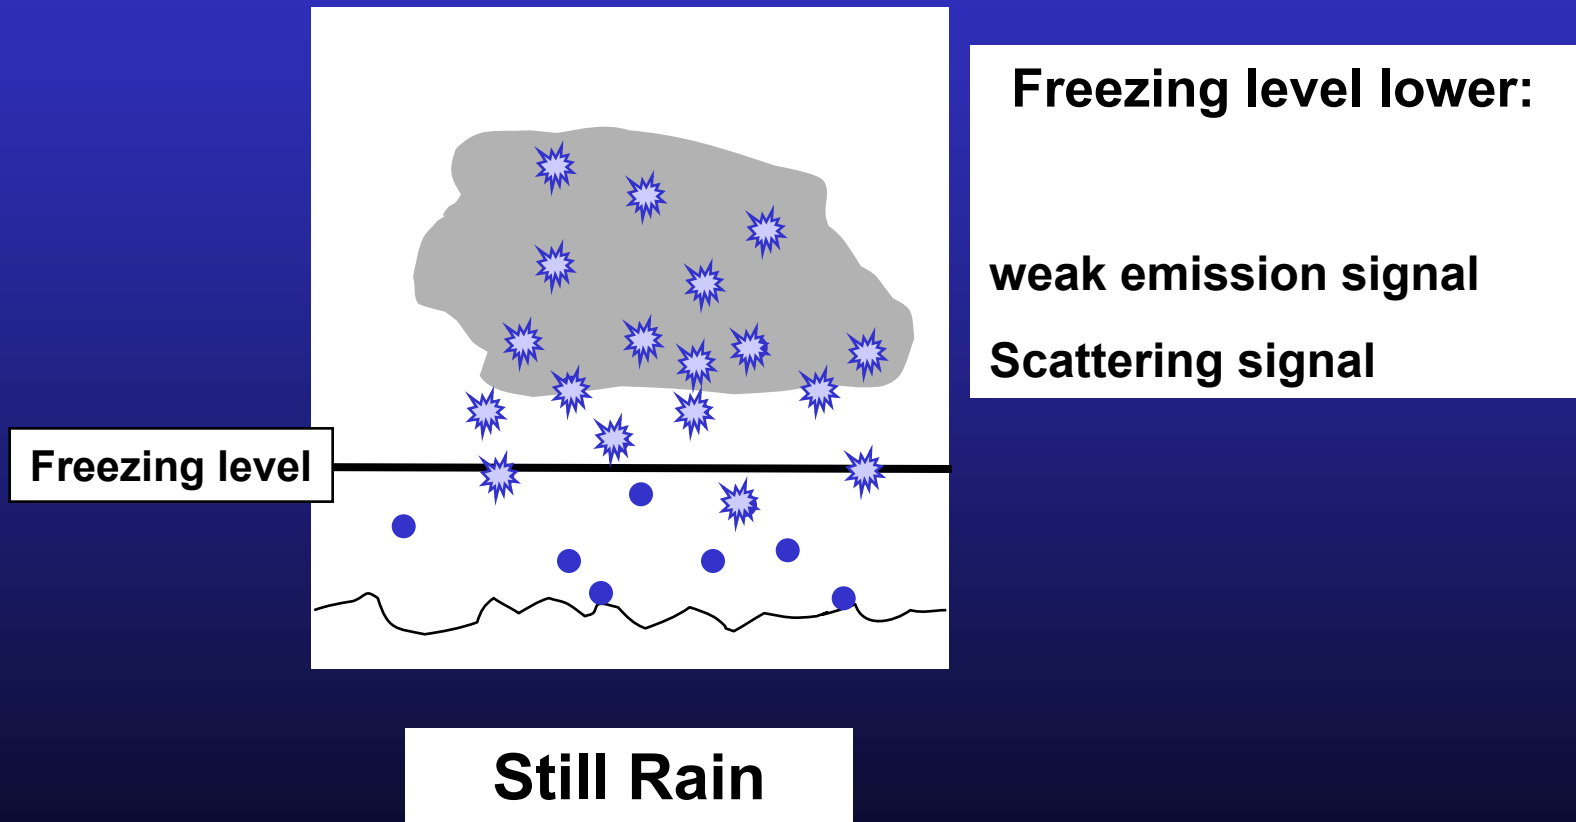 Freezing level lower:
weak emission signal
Scattering signal
Freezing level
Still Rain